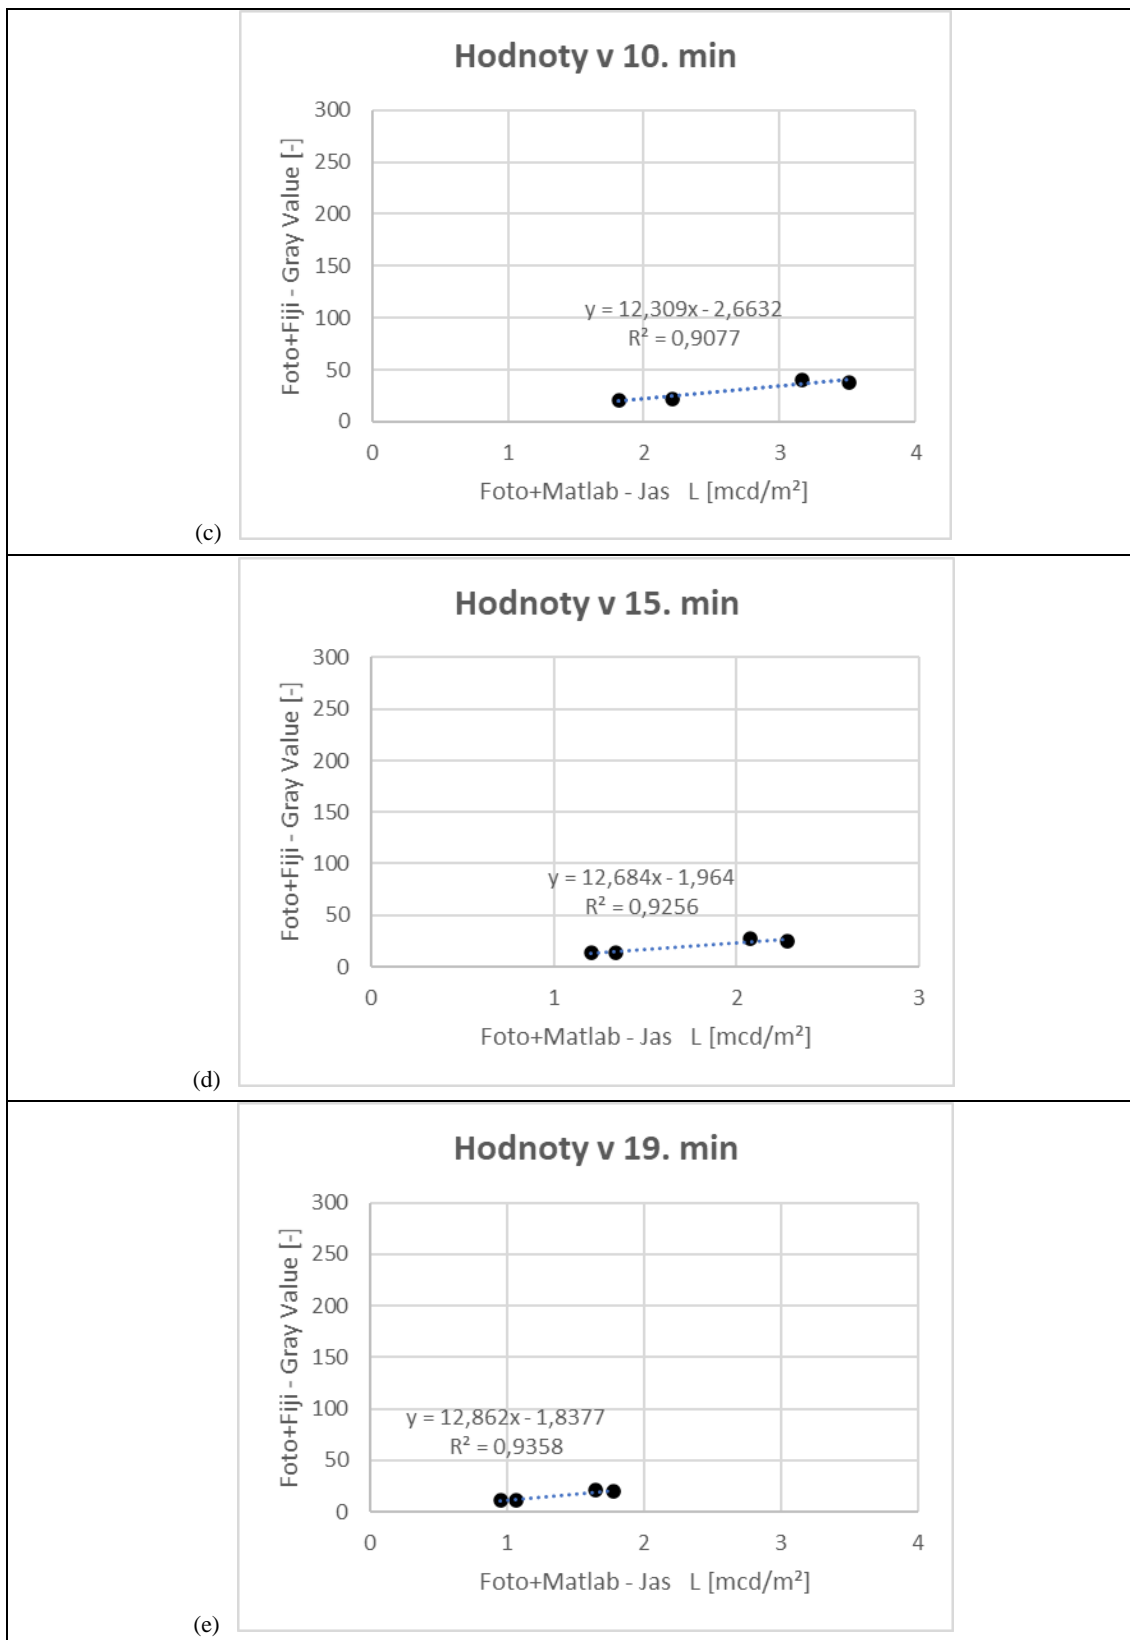 Hodnoty v 10. min
300
250
200
150
100
50
0
Foto+Fiji - Gray Value [-]
y = 12,309x - 2,6632
R² = 0,9077
0 1 2 3 4
Foto+Matlab - Jas L [mcd/m²]
(c)
Hodnoty v 15. min
300
250
200
150
100
50
0
Foto+Fiji - Gray Value [-]
y = 12,684x - 1,964
R² = 0,9256
0 1 2 3
Foto+Matlab - Jas L [mcd/m²]
(d)
Hodnoty v 19. min
300
250
200
150
100
50
0
Foto+Fiji - Gray Value [-]
y = 12,862x - 1,8377
R² = 0,9358
0 1 2 3 4
Foto+Matlab - Jas L [mcd/m²]
(e)